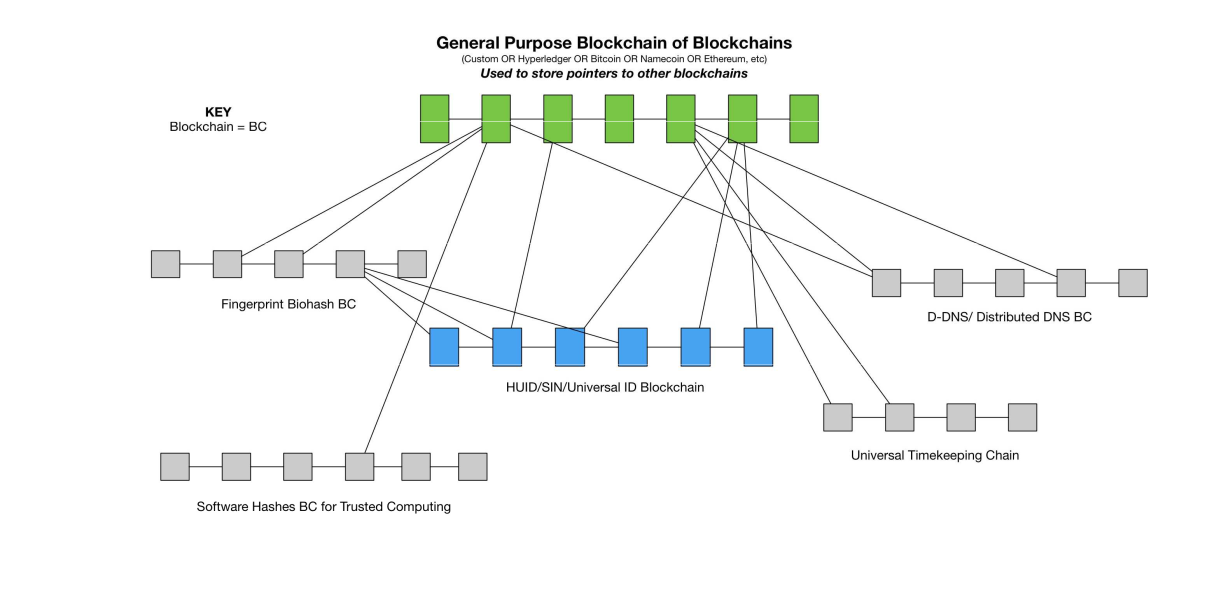 General Purpose Blockchain of Blockchains
(Custom OR Hyperledger OR Bitcoin OR Namecoin OR Ethereum, etc)
Used to store pointers to other blockchains
KEY
Blockchain = BC
Fingerprint Biohash BC
D-DNS/ Distributed DNS BC
HUID/SIN/Universal ID Blockchain
Universal Timekeeping Chain
Software Hashes BC for Trusted Computing